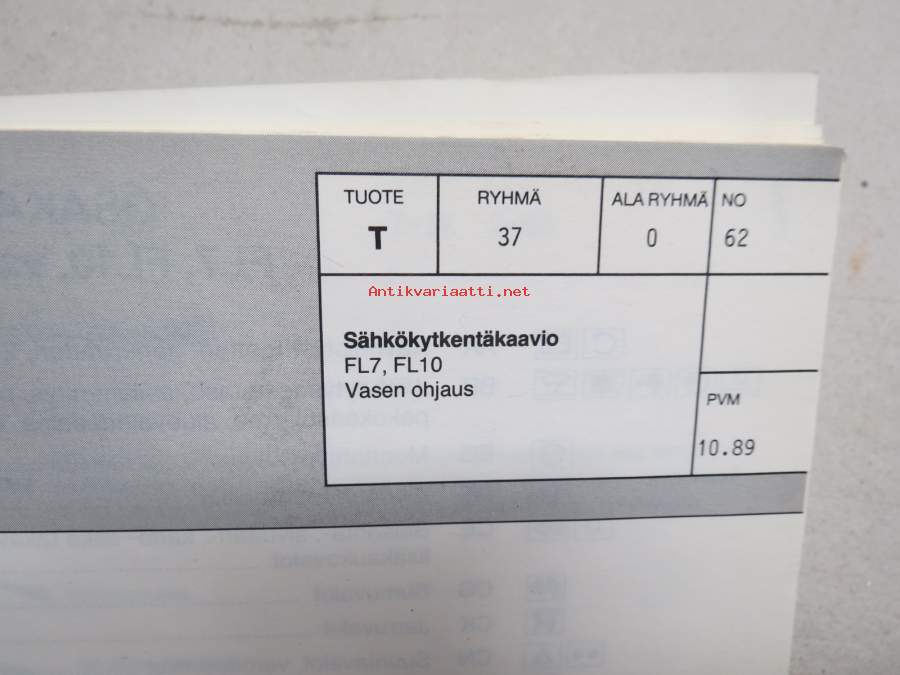 TUOTE RYHMÄ ALA RYHMÄ NO
T 37 0 62
Antikvariaatti.net
Sähkökytkentäkaavio
FL7, FL10
Vasen ohjaus
PVM
10.89